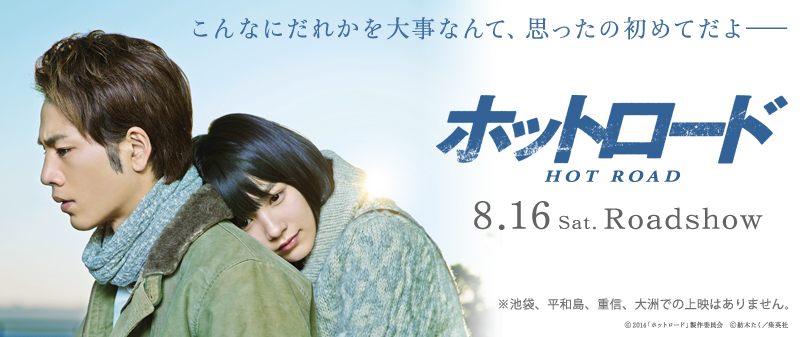 こんなにだれかを大事なんて、思ったの初めてだよ──
ホットロード
HOT ROAD
8.16 Sat. Roadshow
※池袋、平和島、重信、大洲での上映はありません。
©2014「ホットロード」製作委員会 ©紡木たく/集英社